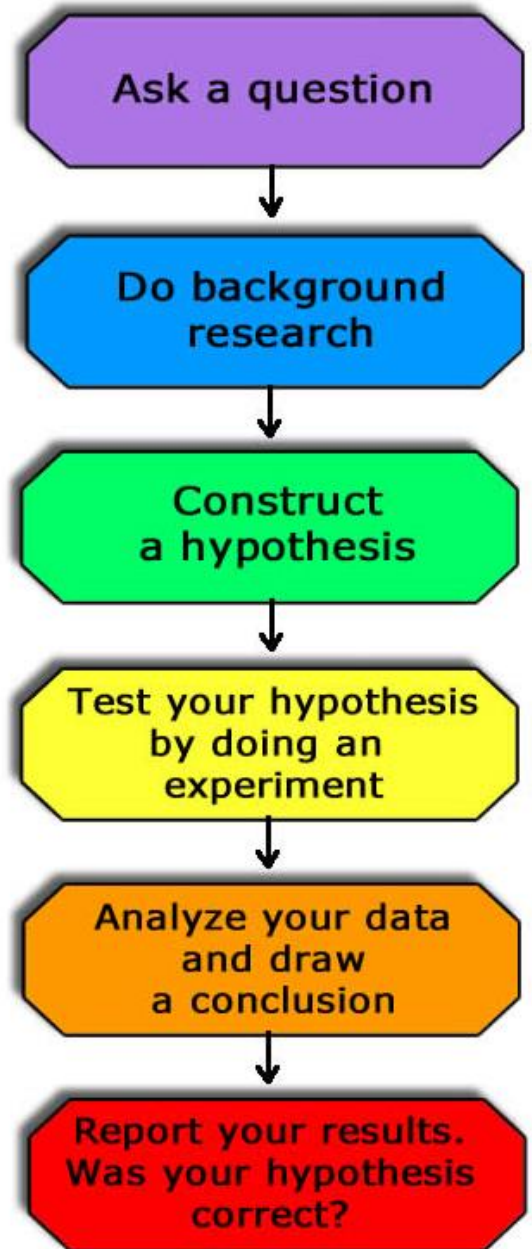 Ask a question
Do background
research
Construct
a hypothesis
Test your hypothesis
by doing an
experiment
Analyze your data
and draw
a conclusion
Report your results.
Was your hypothesis
correct?